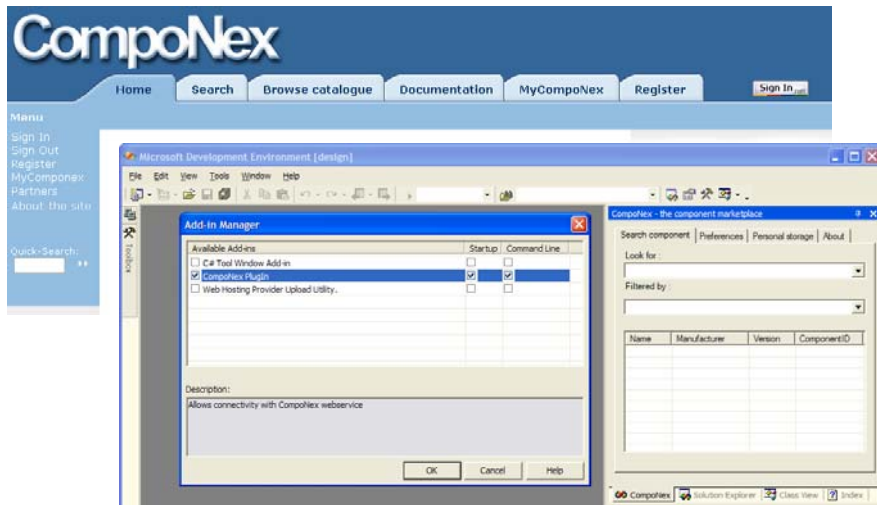 CompoNex
Home Search Browse catalogue Documentation MyCompoNex Register Sign In
Menu
Sign In
Sign Out
Register
MyComponex
Partners
About the site
Quick-Search:
Microsoft Development Environment [design]
File Edit View Tools Window Help
Toolbox
Add-in Manager
Available Add-ins Startup Command Line
C# Tool Window Add-in
CompoNex PlugIn
Web Hosting Provider Upload Utility.
Description:
Allows connectivity with CompoNex webservice
OK Cancel Help
CompoNex - the component marketplace
Search component Preferences Personal storage About
Look for :
Filtered by :
Name Manufacturer Version ComponentID
CompoNex Solution Explorer Class View Index